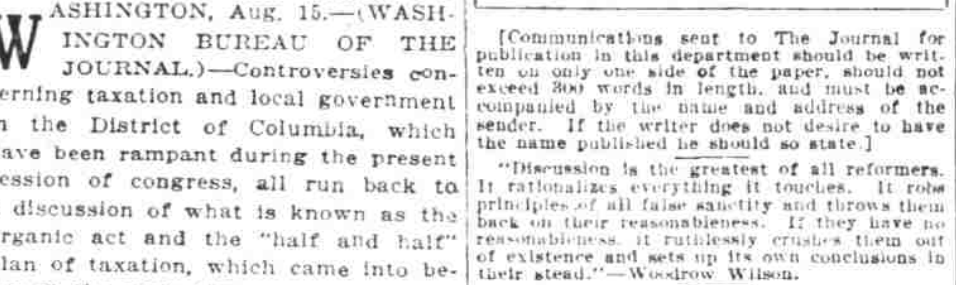 WASHINGTON, Aug. 15.—(WASH-
INGTON BUREAU OF THE
JOURNAL.)—Controversies con-
erning taxation and local government
the District of Columbia, which
ave been rampant during the present
ession of congress, all run back to
discussion of what is known as the
rganic act and the "half and half"
lan of taxation, which came into be-
[Communications sent to The Journal for
publication in this department should be writ-
ten on only one side of the paper, should not
exceed 300 words in length, and must be ac-
companied by the name and address of the
sender. If the writer does not desire to have
the name published he should so state.]
"Discussion is the greatest of all reformers.
It rationalizes everything it touches. It robs
principles of all false sanctity and throws them
back on their reasonableness. If they have no
reasonableness, it ruthlessly crushes them out
of existence and sets up its own conclusions in
their stead."—Woodrow Wilson.